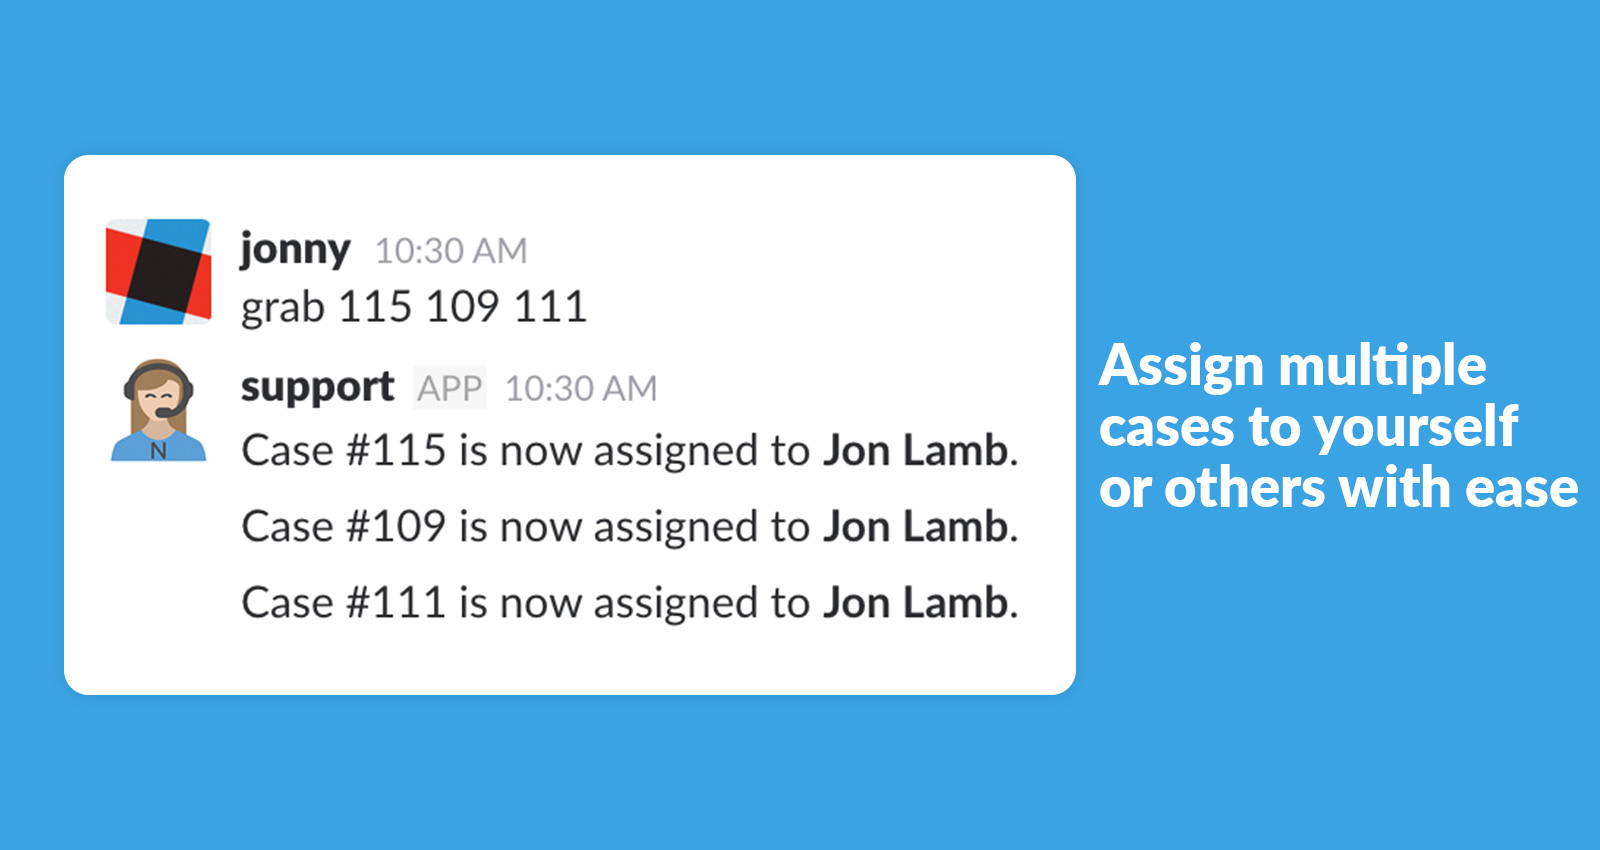 jonny 10:30 AM
grab 115 109 111
support APP 10:30 AM
N
Case #115 is now assigned to Jon Lamb.
Case #109 is now assigned to Jon Lamb.
Case #111 is now assigned to Jon Lamb.
Assign multiple
cases to yourself
or others with ease